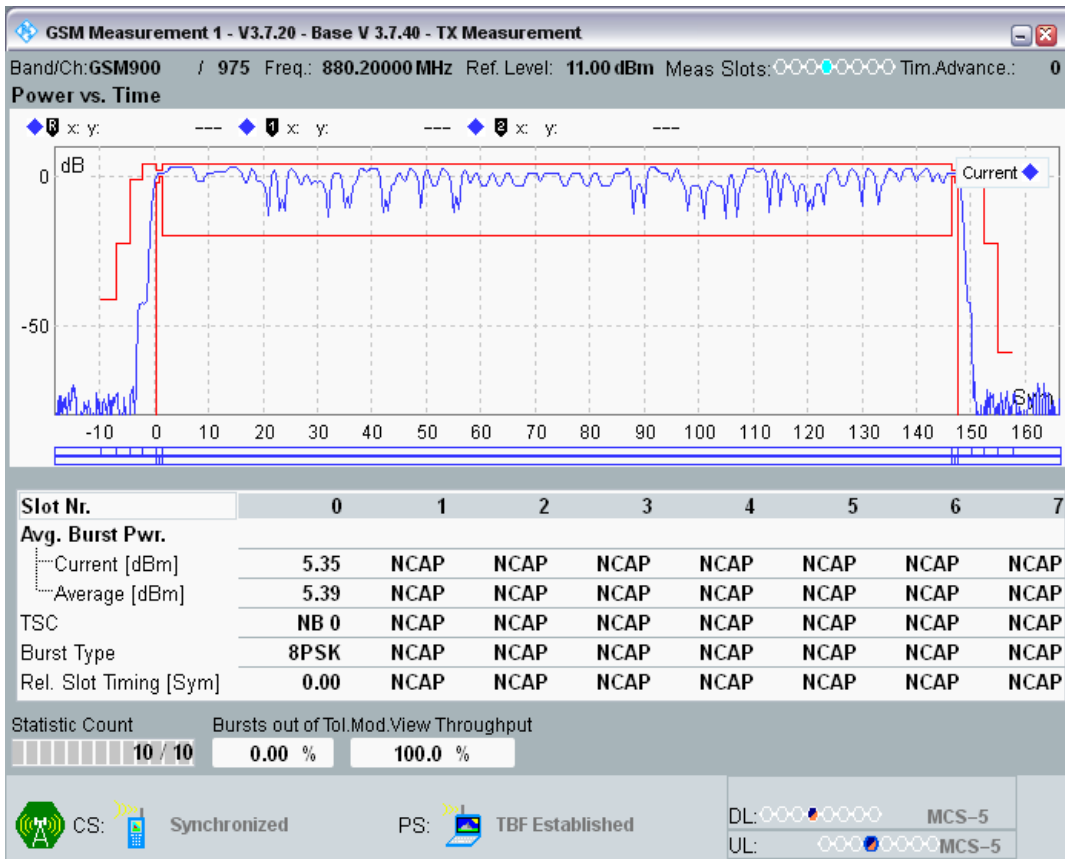 GSM Measurement 1 - V3.7.20 - Base V 3.7.40 - TX Measurement
Band/Ch:GSM900 / 975 Freq.: 880.20000 MHz Ref. Level: 11.00 dBm Meas Slots: Tim.Advance.: 0
Power vs. Time
R x: y: --- 1 x: y: --- 2 x: y: ---
dB
Current
0
-50
Sym
-10 0 10 20 30 40 50 60 70 80 90 100 110 120 130 140 150 160
Slot Nr. 0 1 2 3 4 5 6 7
Avg. Burst Pwr.
Current [dBm] 5.35 NCAP NCAP NCAP NCAP NCAP NCAP NCAP
Average [dBm] 5.39 NCAP NCAP NCAP NCAP NCAP NCAP NCAP
TSC NB 0 NCAP NCAP NCAP NCAP NCAP NCAP NCAP
Burst Type 8PSK NCAP NCAP NCAP NCAP NCAP NCAP NCAP
Rel. Slot Timing [Sym] 0.00 NCAP NCAP NCAP NCAP NCAP NCAP NCAP
Statistic Count Bursts out of Tol.Mod.View Throughput
10 / 10 0.00 % 100.0 %
CS: Synchronized PS: TBF Established
DL: MCS-5
UL: MCS-5